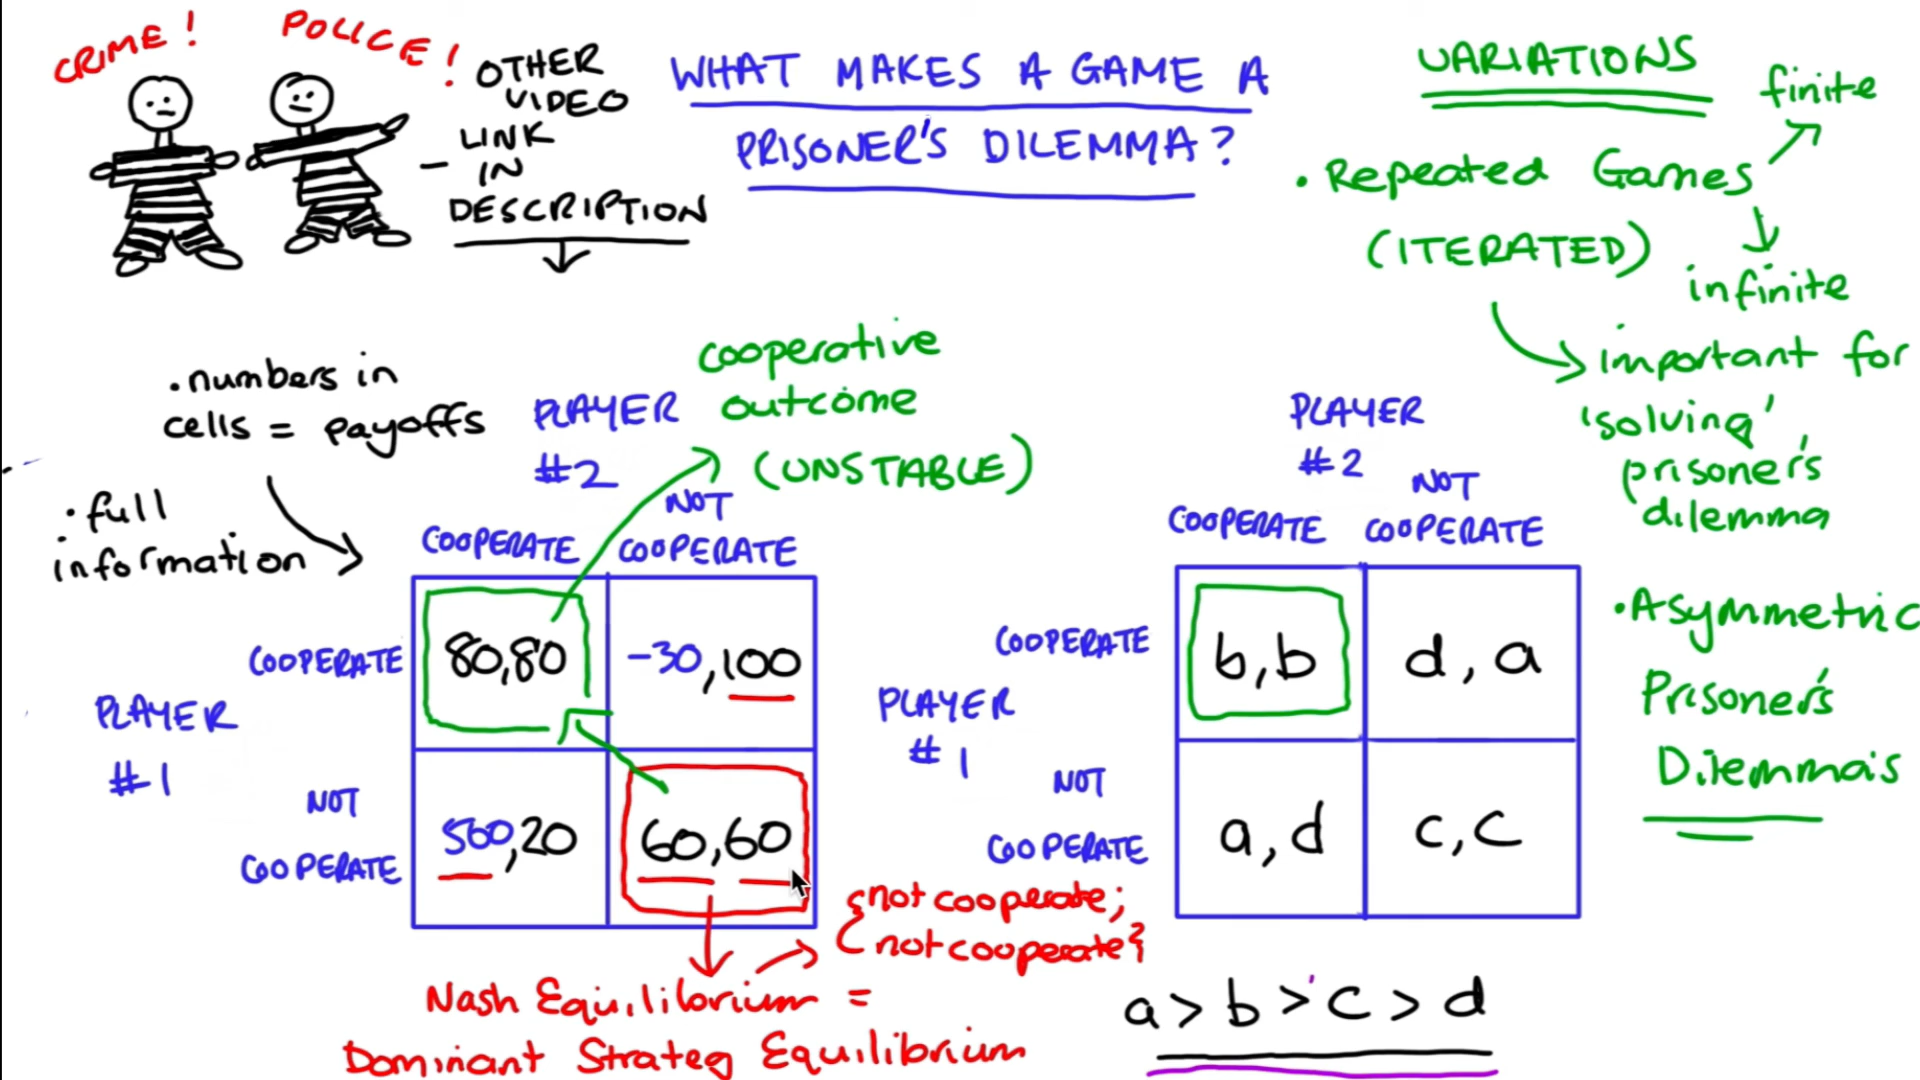 CRIME!
POLICE!
OTHER
VIDEO
- LINK
IN
DESCRIPTION
WHAT MAKES A GAME A
PRISONER'S DILEMMA?
VARIATIONS
finite
• Repeated Games
(ITERATED)
infinite
important for
'solving'
prisoner's
dilemma
• Asymmetric
Prisoner's
Dilemma's
• numbers in
cells = payoffs
• full
information
cooperative
outcome
(UNSTABLE)
PLAYER
#2
COOPERATE
NOT
COOPERATE
PLAYER
#1
COOPERATE
NOT
COOPERATE
80,80
-30,100
500,20
60,60
{not cooperate;
not cooperate}
Nash Equilibrium =
Dominant Strateg Equilibrium
PLAYER
#2
COOPERATE
NOT
COOPERATE
PLAYER
#1
COOPERATE
NOT
COOPERATE
b,b
d,a
a,d
c,c
a > b > c > d